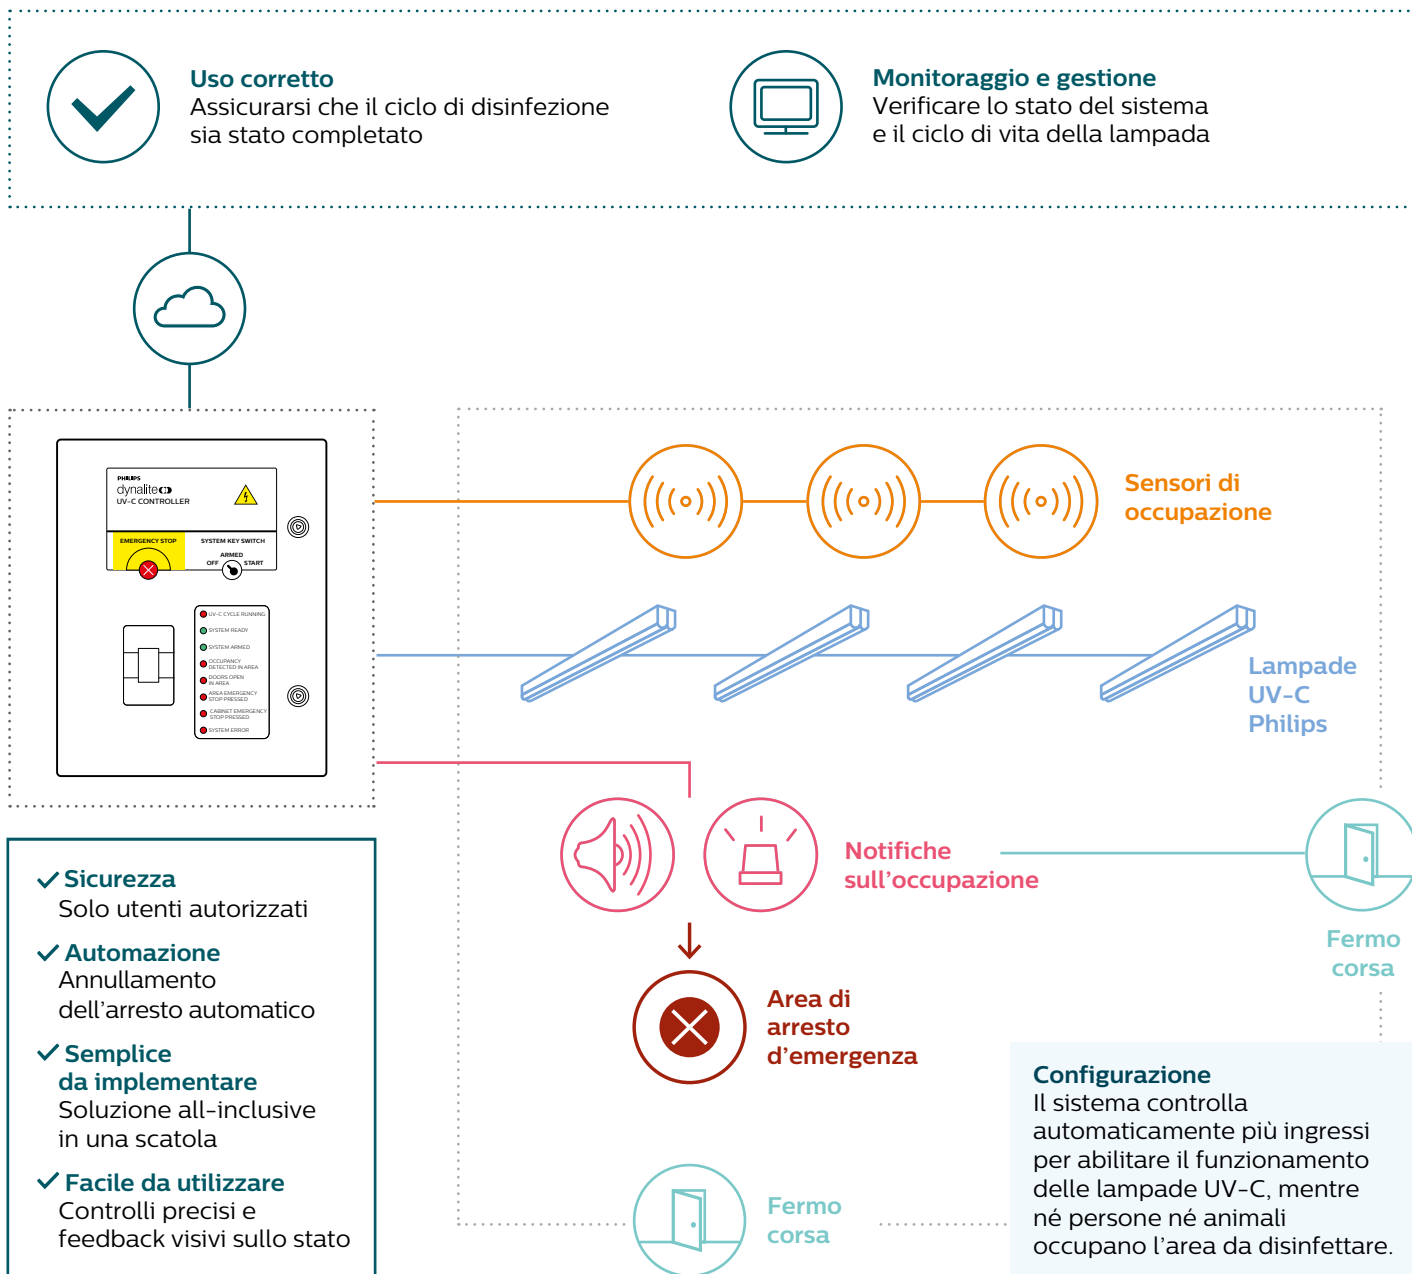 Uso corretto
Assicurarsi che il ciclo di disinfezione
sia stato completato
Monitoraggio e gestione
Verificare lo stato del sistema
e il ciclo di vita della lampada
PHILIPS
dynalite
UV-C CONTROLLER
EMERGENCY STOP
SYSTEM KEY SWITCH
ARMED
OFF
START
UV-C CYCLE RUNNING
SYSTEM READY
SYSTEM ARMED
OCCUPANCY
DETECTED IN AREA
DOORS OPEN
IN AREA
AREA EMERGENCY
STOP PRESSED
CABINET EMERGENCY
STOP PRESSED
SYSTEM ERROR
Sensori di
occupazione
Lampade
UV-C
Philips
Notifiche
sull'occupazione
Fermo
corsa
Area di
arresto
d'emergenza
Fermo
corsa
Sicurezza
Solo utenti autorizzati
Automazione
Annullamento
dell'arresto automatico
Semplice
da implementare
Soluzione all-inclusive
in una scatola
Facile da utilizzare
Controlli precisi e
feedback visivi sullo stato
Configurazione
Il sistema controlla
automaticamente più ingressi
per abilitare il funzionamento
delle lampade UV-C, mentre
né persone né animali
occupano l'area da disinfettare.